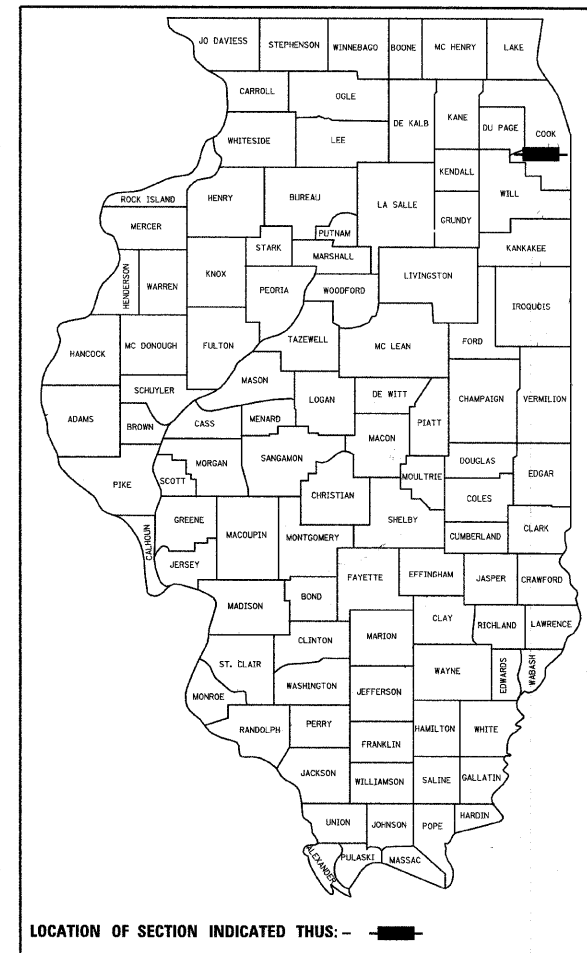 JO DAVIESS STEPHENSON WINNEBAGO BOONE MC HENRY LAKE
CARROLL OGLE DE KALB KANE DU PAGE COOK
WHITESIDE LEE KENDALL WILL
ROCK ISLAND HENRY BUREAU LA SALLE GRUNDY
MERCER PUTNAM KANKAKEE
HENDERSON WARREN KNOX STARK MARSHALL LIVINGSTON
PEORIA WOODFORD IROQUOIS
HANCOCK MC DONOUGH FULTON TAZEWELL MC LEAN FORD
SCHUYLER MASON LOGAN DE WITT CHAMPAIGN VERMILION
ADAMS BROWN CASS MENARD MACON PIATT
PIKE SCOTT MORGAN SANGAMON MOULTRIE DOUGLAS EDGAR
CHRISTIAN COLES
CALHOUN GREENE MACOUPIN MONTGOMERY SHELBY CUMBERLAND CLARK
JERSEY FAYETTE EFFINGHAM JASPER CRAWFORD
MADISON BOND CLAY RICHLAND LAWRENCE
CLINTON MARION
ST. CLAIR WAYNE EDWARDS WABASH
MONROE WASHINGTON JEFFERSON
RANDOLPH PERRY HAMILTON WHITE
FRANKLIN
JACKSON WILLIAMSON SALINE GALLATIN
UNION JOHNSON POPE HARDIN
ALEXANDER PULASKI MASSAC
LOCATION OF SECTION INDICATED THUS: -